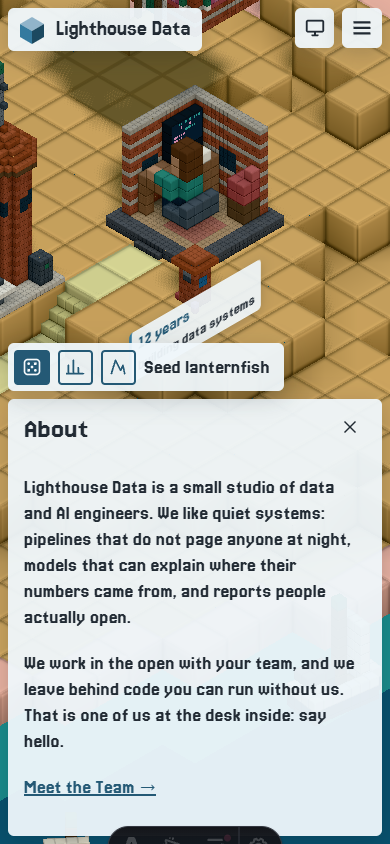 Lighthouse Data
12 years
data systems
Seed lanternfish
About
Lighthouse Data is a small studio of data
and AI engineers. We like quiet systems:
pipelines that do not page anyone at night,
models that can explain where their
numbers came from, and reports people
actually open.
We work in the open with your team, and we
leave behind code you can run without us.
That is one of us at the desk inside: say
hello.
Meet the Team →